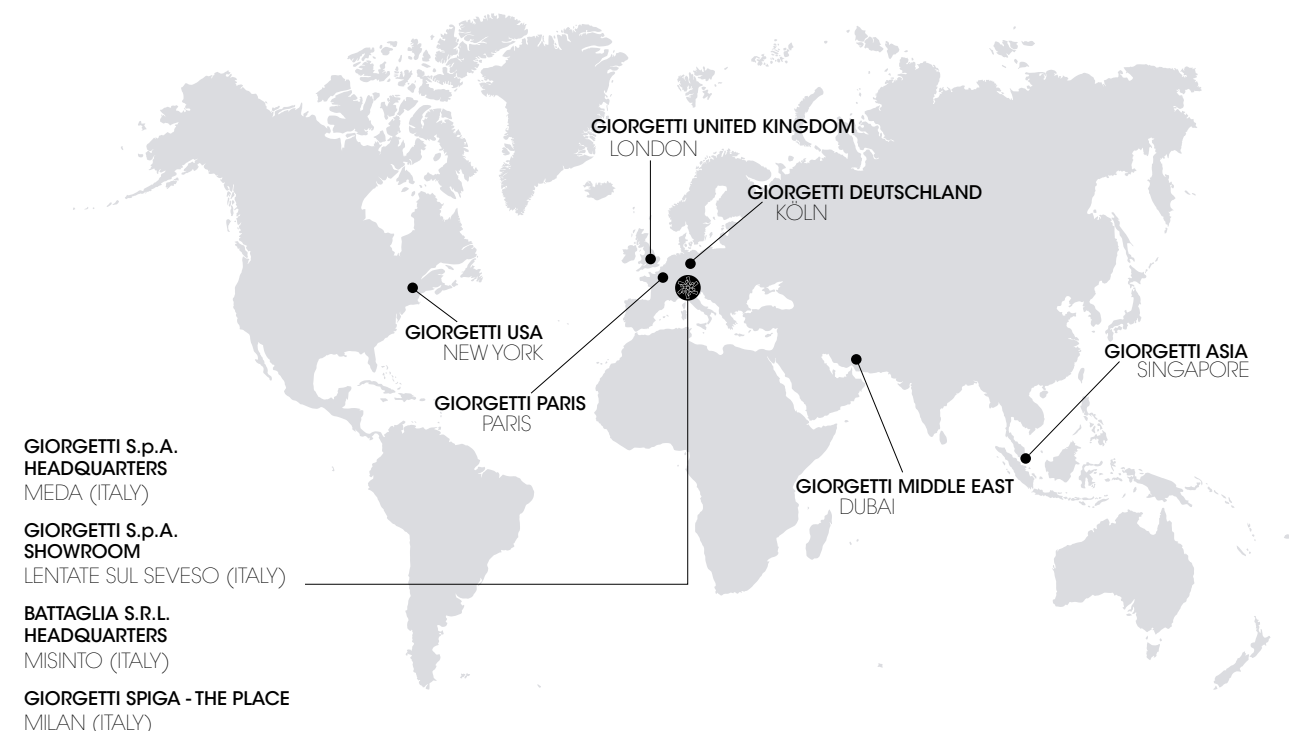 GIORGETTI UNITED KINGDOM
LONDON
GIORGETTI DEUTSCHLAND
KÖLN
GIORGETTI USA
NEW YORK
GIORGETTI PARIS
PARIS
GIORGETTI ASIA
SINGAPORE
GIORGETTI MIDDLE EAST
DUBAI
GIORGETTI S.p.A.
HEADQUARTERS
MEDA (ITALY)
GIORGETTI S.p.A.
SHOWROOM
LENTATE SUL SEVESO (ITALY)
BATTAGLIA S.R.L.
HEADQUARTERS
MISINTO (ITALY)
GIORGETTI SPIGA - THE PLACE
MILAN (ITALY)